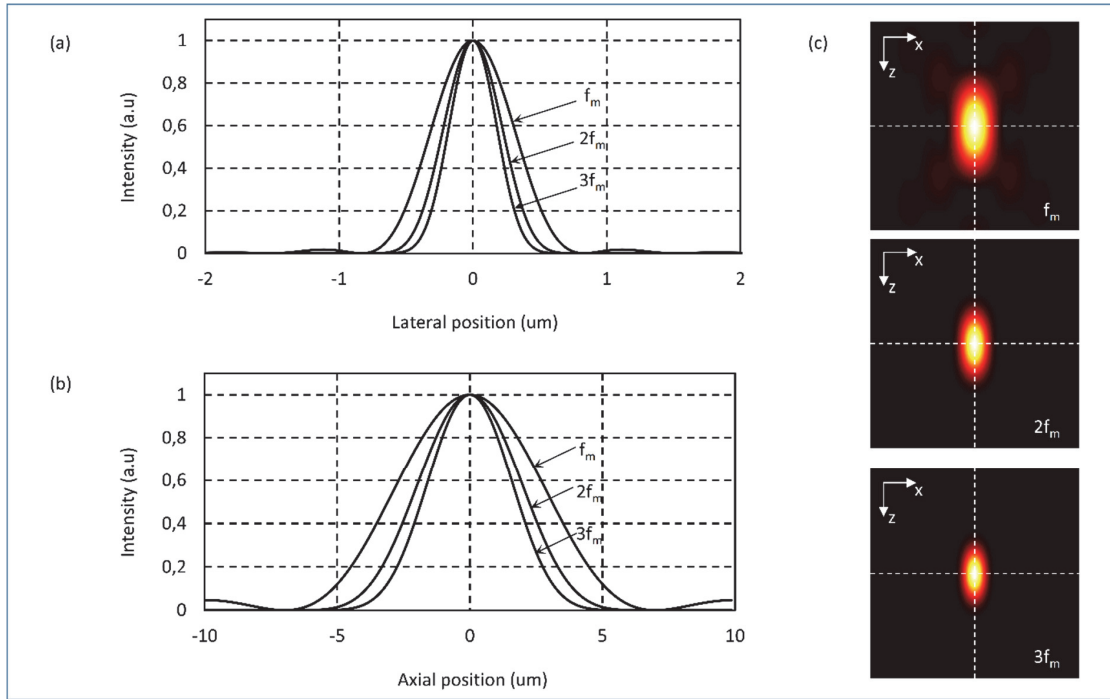 (a)
Intensity (a.u)
1
0,8
0,6
0,4
0,2
0
-2
-1
0
1
2
Lateral position (um)
fm
2fm
3fm
(b)
Intensity (a.u)
1
0,8
0,6
0,4
0,2
0
-10
-5
0
5
10
Axial position (um)
fm
2fm
3fm
(c)
x
z
fm
x
z
2fm
x
z
3fm